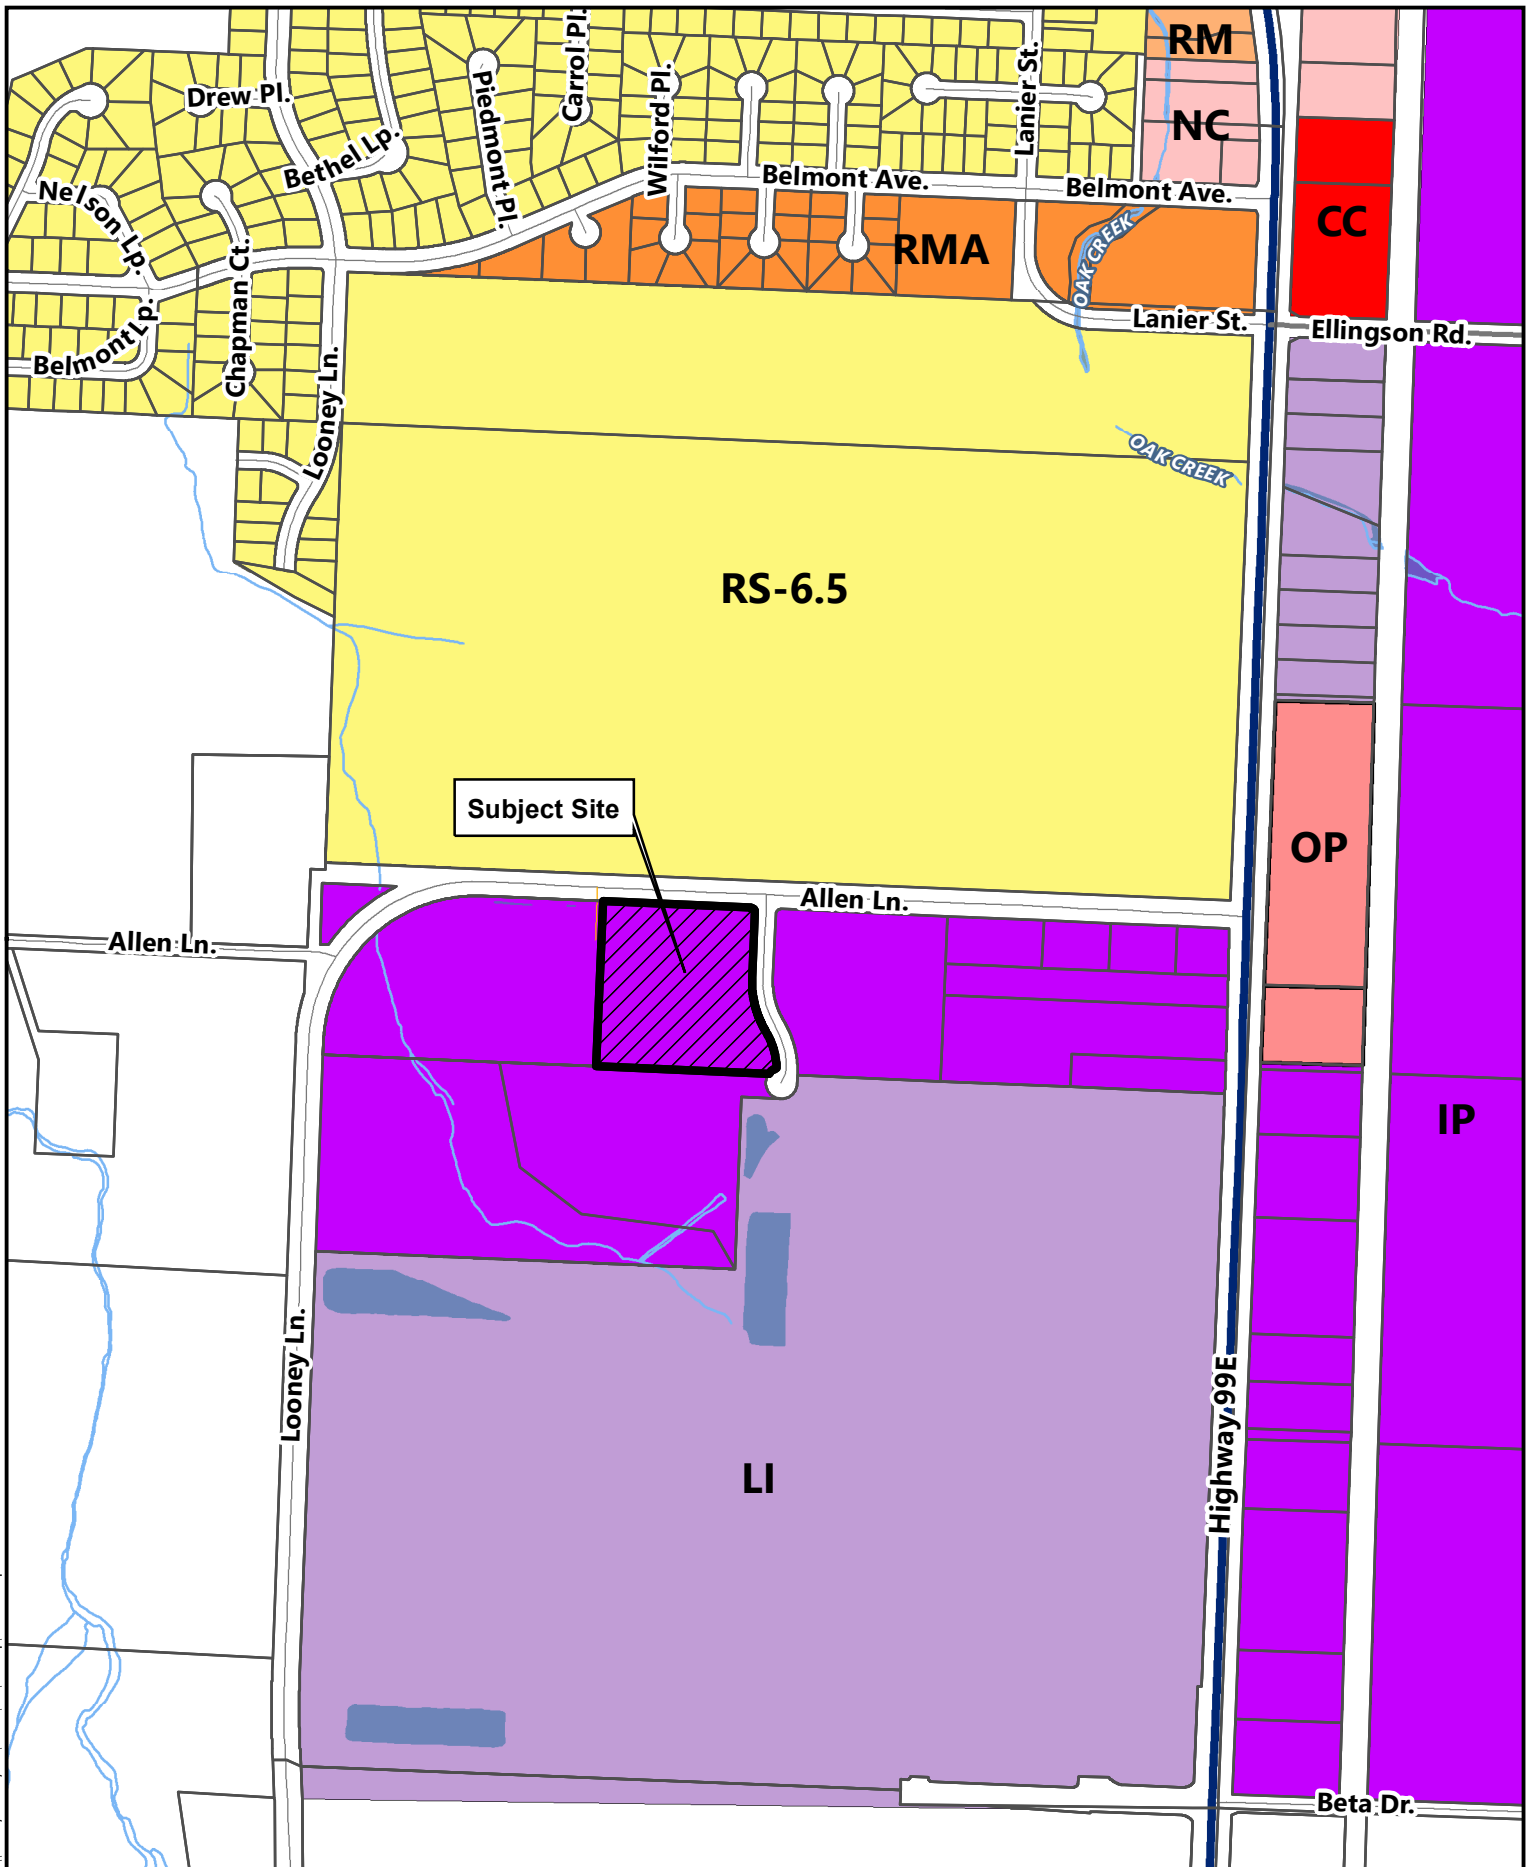 RM
Carrol Pl.
Lanier St.
Drew Pl.
Piedmont Pl.
Wilford Pl.
NC
Bethel Lp.
Belmont Ave.
Belmont Ave.
Nelson Lp.
CC
RMA
OAK CREEK
Chapman Ct.
Lanier St.
Ellingson Rd.
Belmont Lp.
Looney Ln.
OAK CREEK
RS-6.5
Subject Site
OP
Allen Ln.
Allen Ln.
IP
Looney Ln.
Highway 99E
LI
Beta Dr.